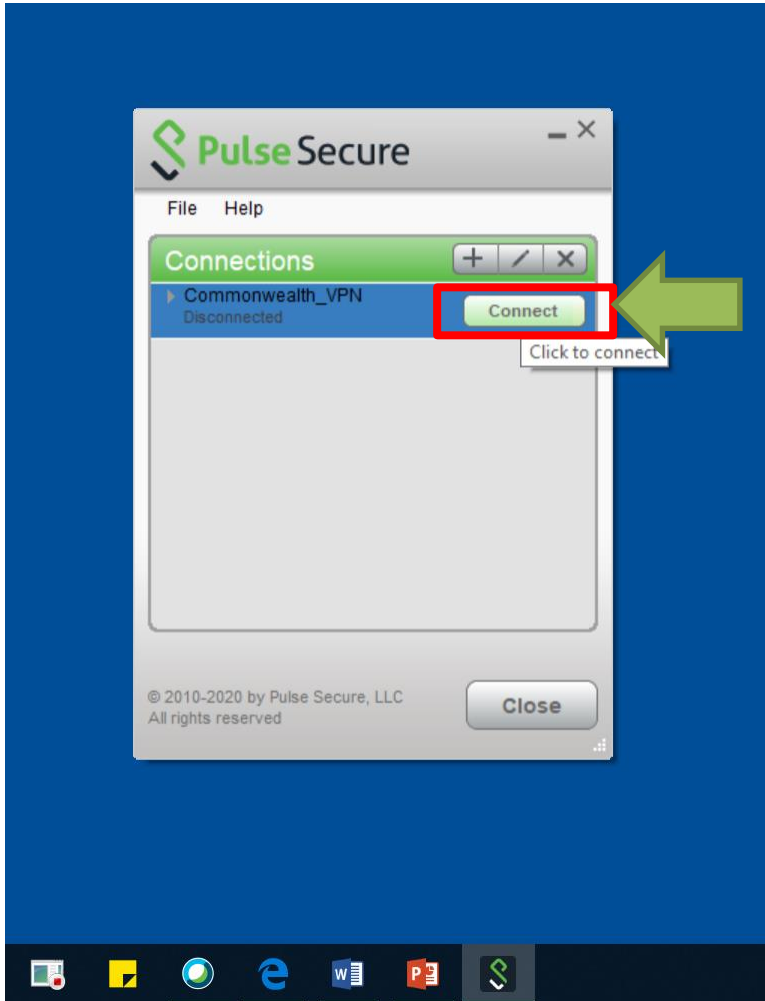 Pulse Secure
File Help
Connections
Commonwealth_VPN
Disconnected
Connect
Click to connect
© 2010-2020 by Pulse Secure, LLC
All rights reserved
Close